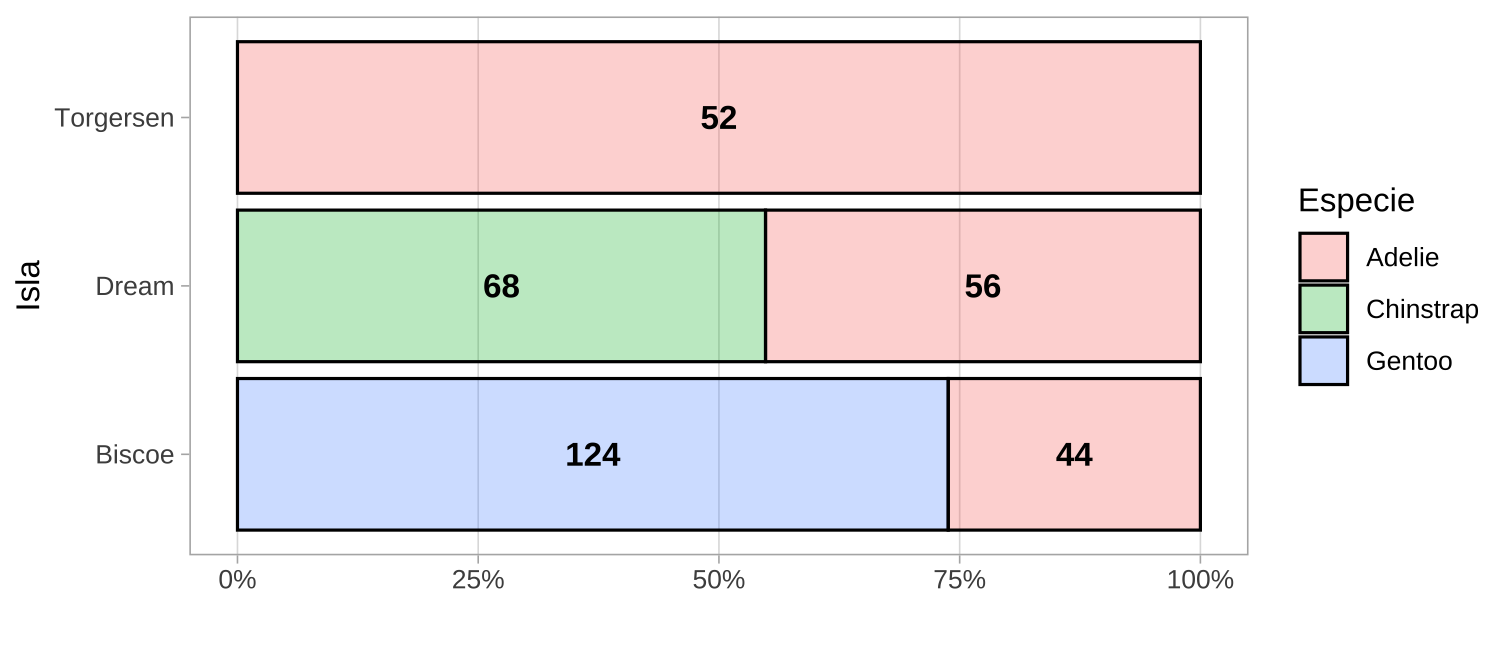 Isla
Torgersen
52
Dream
68 56
Biscoe
124 44
0% 25% 50% 75% 100%
Especie
Adelie
Chinstrap
Gentoo